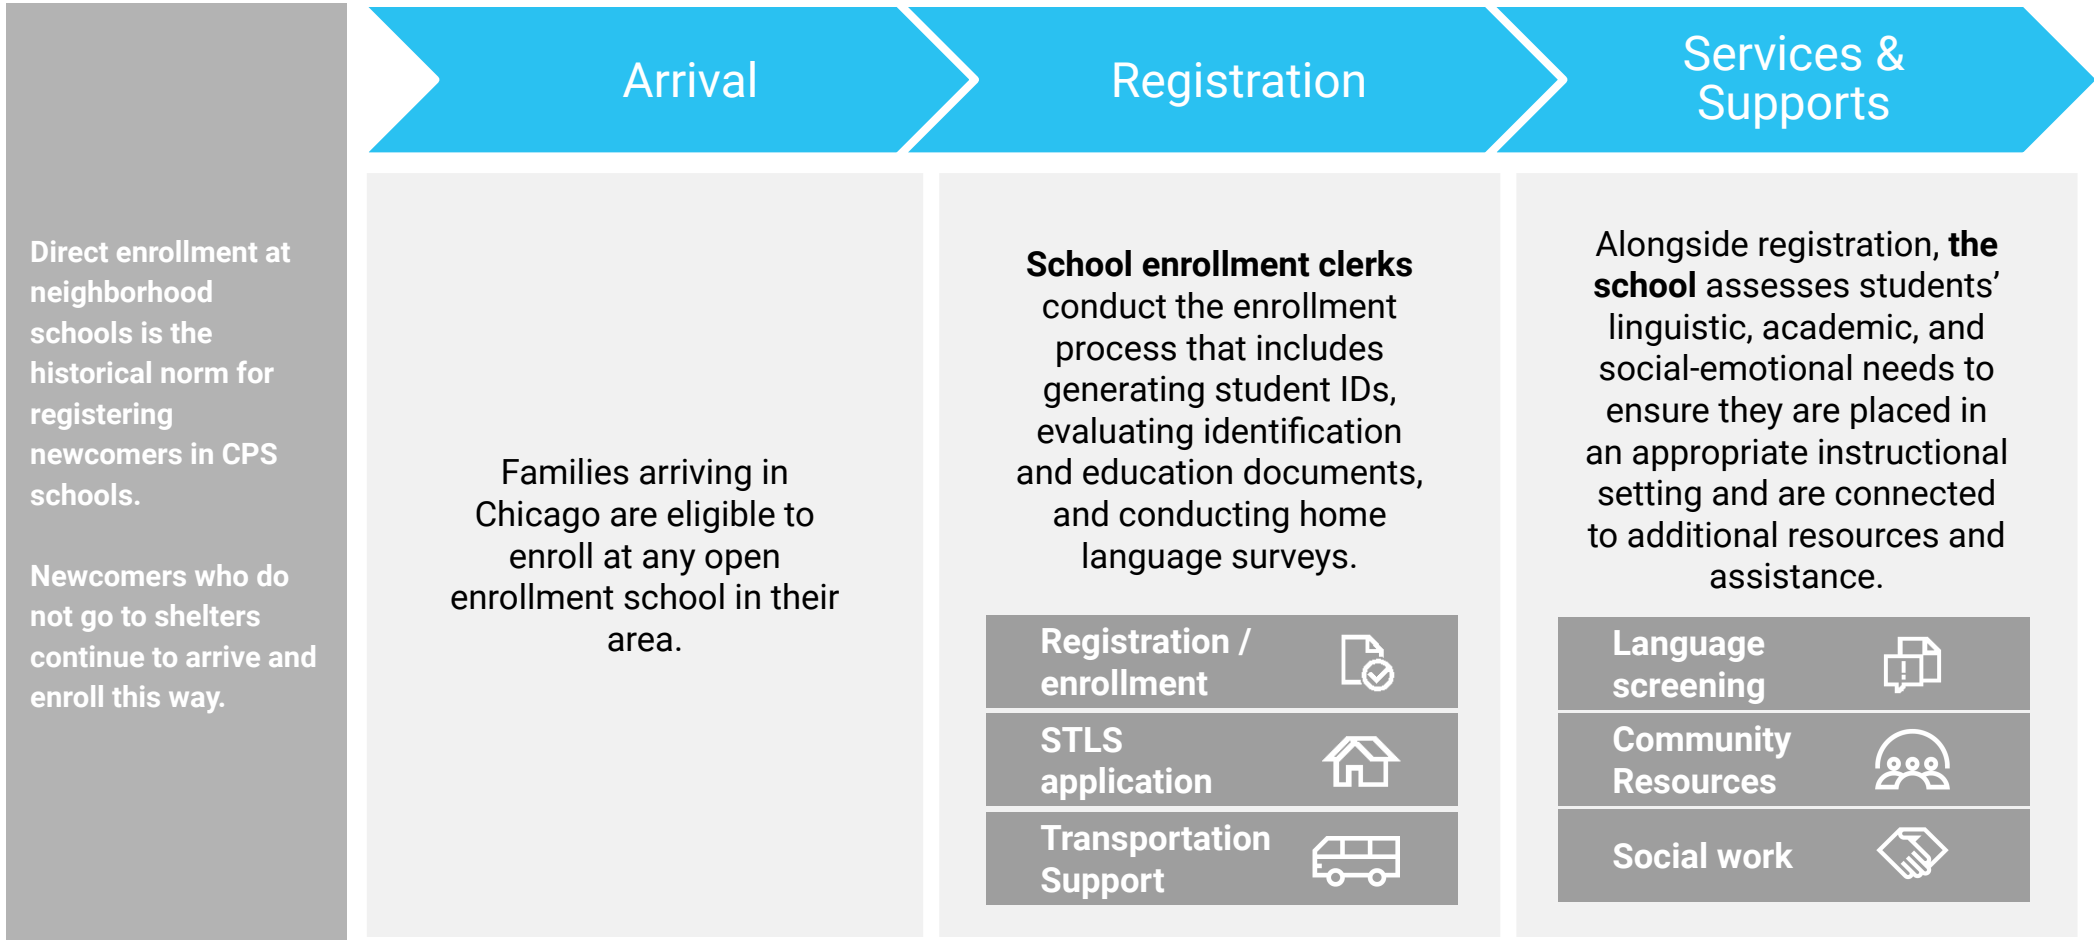 Direct enrollment at
neighborhood
schools is the
historical norm for
registering
newcomers in CPS
schools.
Newcomers who do
not go to shelters
continue to arrive and
enroll this way.
Arrival
Families arriving in
Chicago are eligible to
enroll at any open
enrollment school in their
area.
Registration
School enrollment clerks
conduct the enrollment
process that includes
generating student IDs,
evaluating identification
and education documents,
and conducting home
language surveys.
Registration /
enrollment
STLS
application
Transportation
Support
Services &
Supports
Alongside registration, the
school assesses students’
linguistic, academic, and
social-emotional needs to
ensure they are placed in
an appropriate instructional
setting and are connected
to additional resources and
assistance.
Language
screening
Community
Resources
Social work